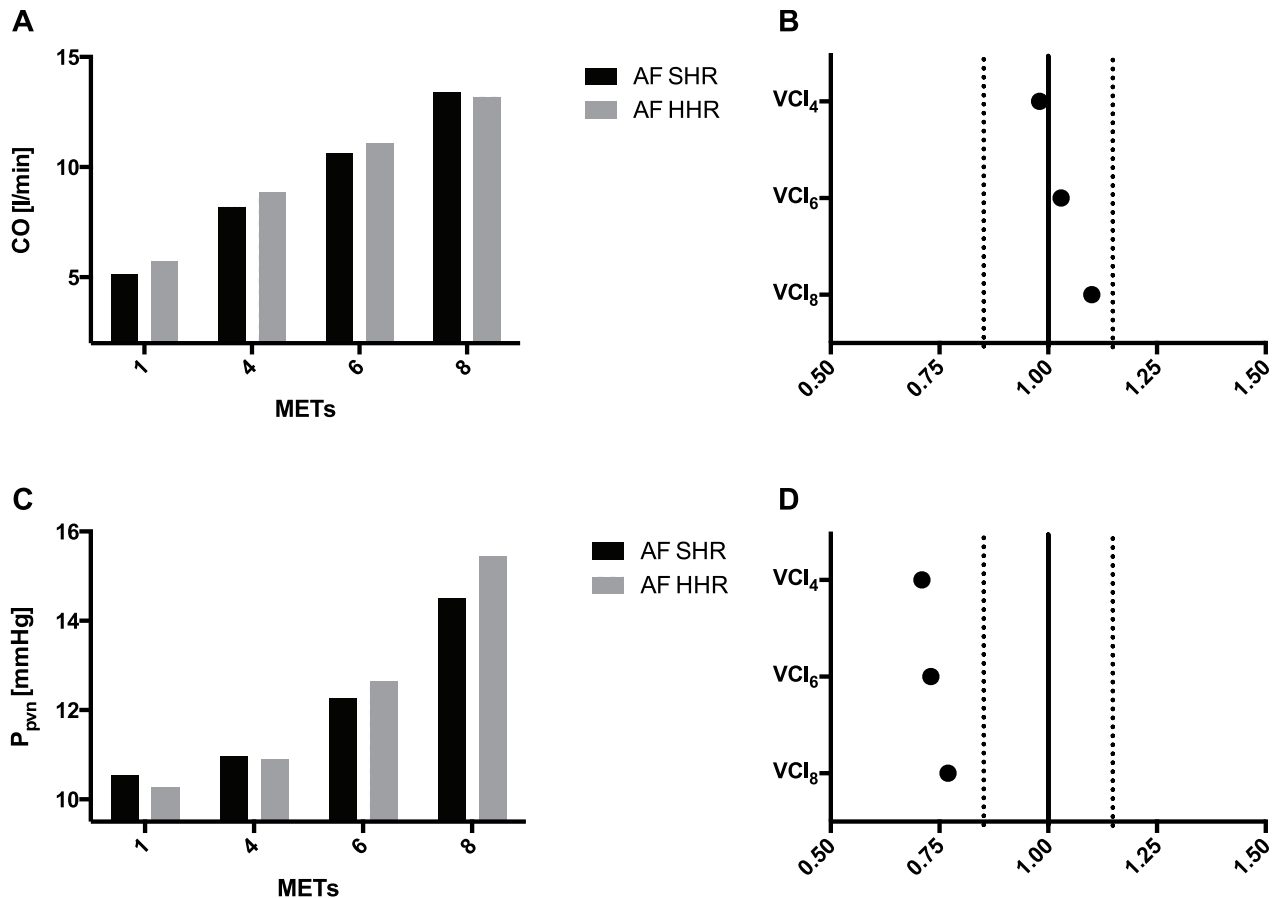 A
15
10
5
CO [l/min]
1
4
6
8
METs
AF SHR
AF HHR
B
VCI4
VCI6
VCI8
0.50
0.75
1.00
1.25
1.50
C
16
14
12
10
Ppvn [mmHg]
1
4
6
8
METs
AF SHR
AF HHR
D
VCI4
VCI6
VCI8
0.50
0.75
1.00
1.25
1.50